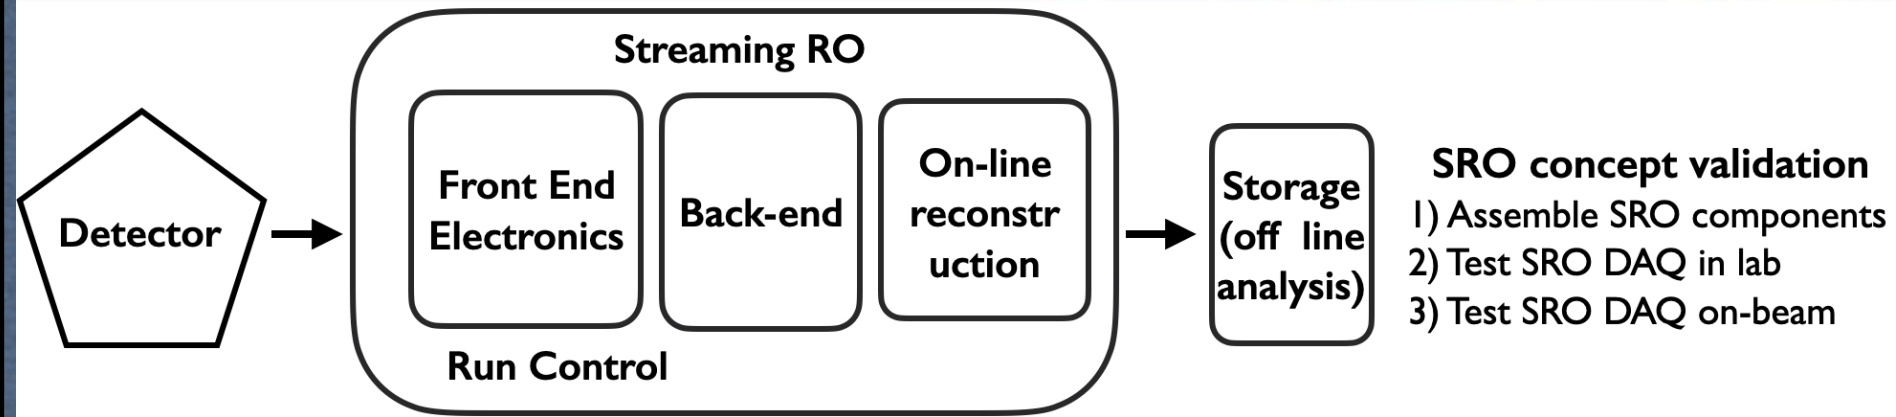 Streaming RO
Detector
Front End
Electronics
Back-end
On-line
reconstr
uction
Run Control
Storage
(off line
analysis)
SRO concept validation
1) Assemble SRO components
2) Test SRO DAQ in lab
3) Test SRO DAQ on-beam